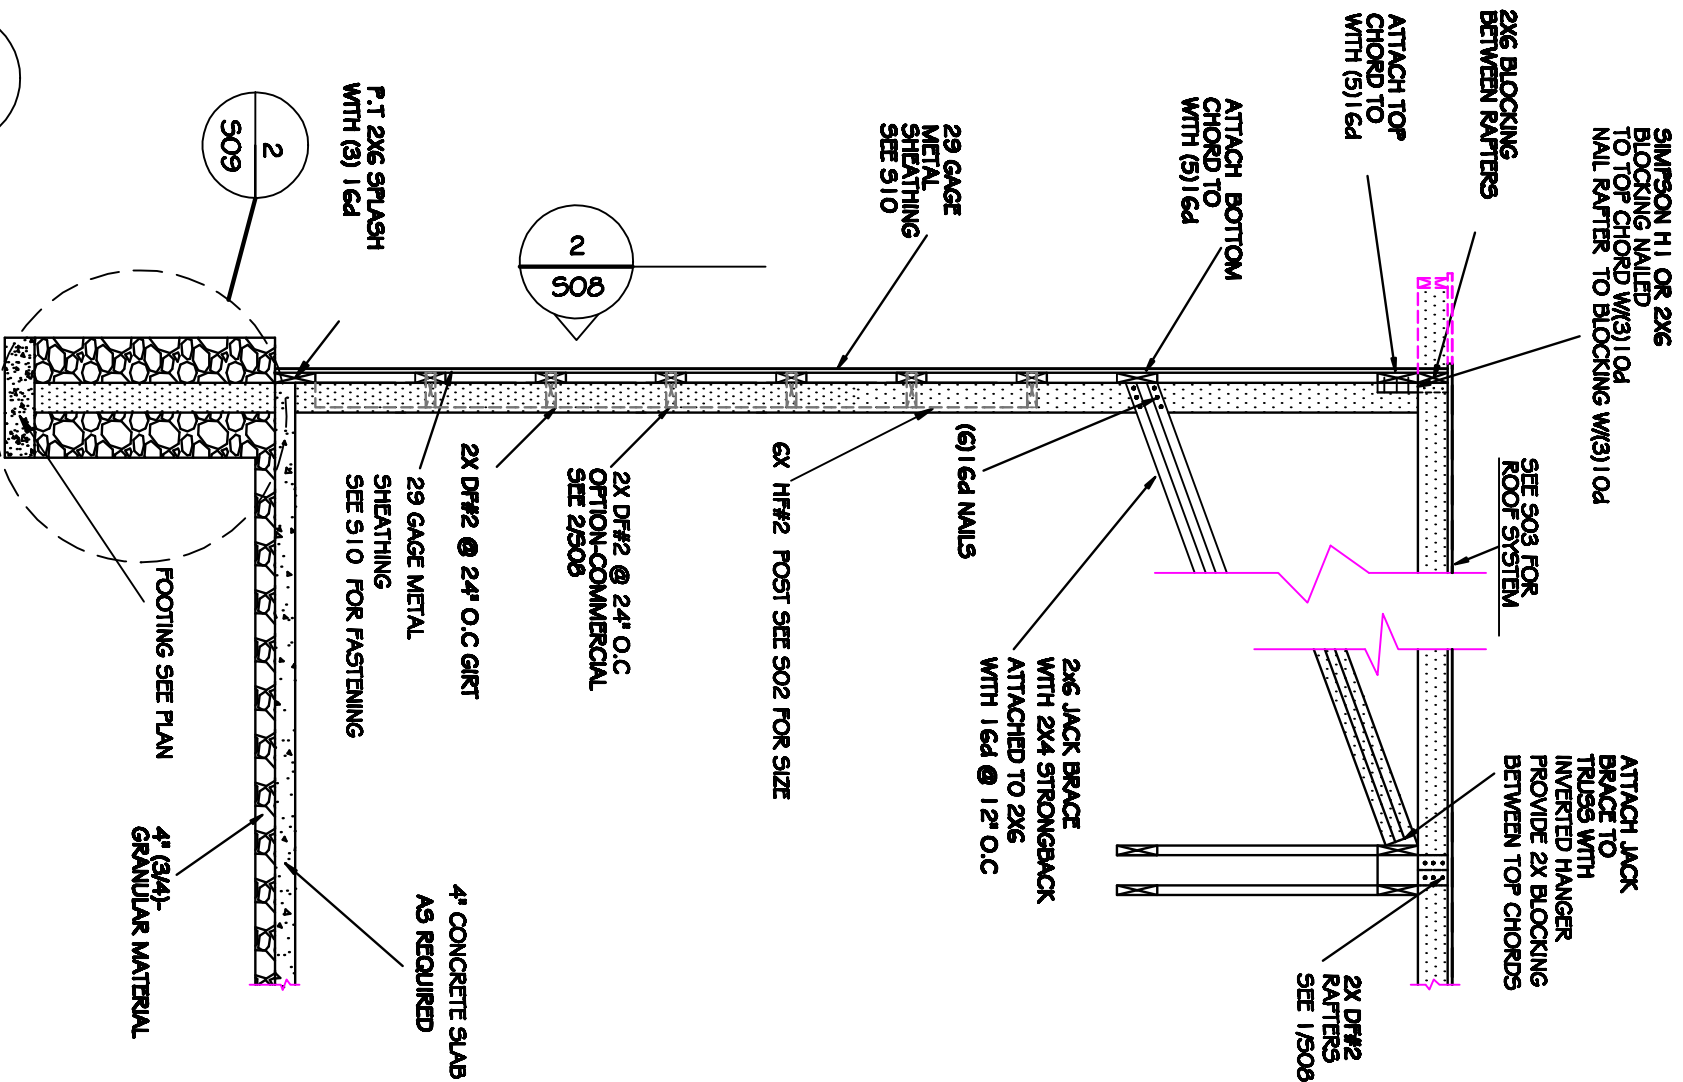 SIMPSON H1 OR 2X6
BLOCKING NAILED
TO TOP CHORD W/(3)10d
NAIL RAFTER TO BLOCKING W/(3)10d
2X6 BLOCKING
BETWEEN RAFTERS
ATTACH TOP
CHORD TO
WITH (5)16d
SEE S03 FOR
ROOF SYSTEM
ATTACH JACK
BRACE TO
TRUSS WITH
INVERTED HANGER
PROVIDE 2X BLOCKING
BETWEEN TOP CHORDS
2X DF#2
RAFTERS
SEE 1/S08
ATTACH BOTTOM
CHORD TO
WITH (5)16d
2x6 JACK BRACE
WITH 2X4 STRONGBACK
ATTACHED TO 2X6
WITH 16d @ 12" O.C
(6)16d NAILS
29 GAGE
METAL
SHEATHING
SEE S10
6X HF#2 POST SEE S02 FOR SIZE
2X DF#2 @ 24" O.C
OPTION-COMMERCIAL
SEE 2/S08
2
S08
2X DF#2 @ 24" O.C GIRT
29 GAGE METAL
SHEATHING
SEE S10 FOR FASTENING
P.T 2X6 SPLASH
WITH (3) 16d
2
S09
4" CONCRETE SLAB
AS REQUIRED
FOOTING SEE PLAN
4" (3/4)-
GRANULAR MATERIAL